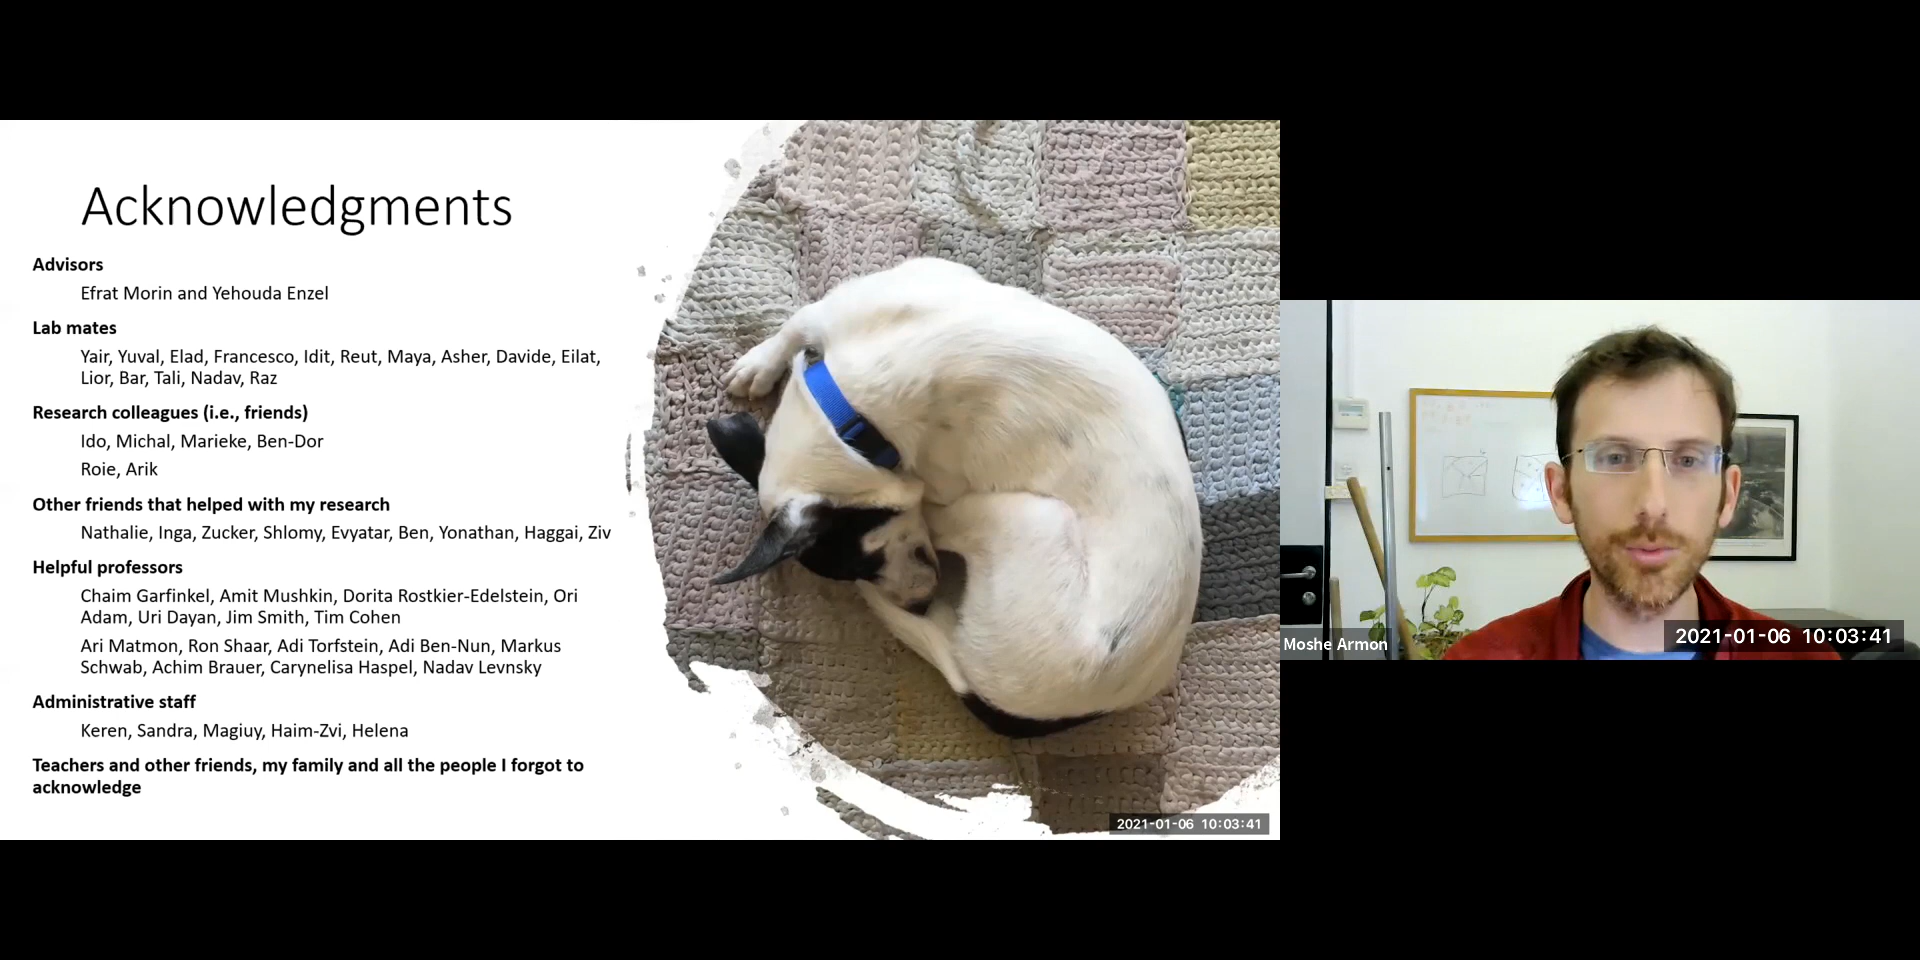 Acknowledgments
Advisors
Efrat Morin and Yehouda Enzel
Lab mates
Yair, Yuval, Elad, Francesco, Idit, Reut, Maya, Asher, Davide, Eilat,
Lior, Bar, Tali, Nadav, Raz
Research colleagues (i.e., friends)
Ido, Michal, Marieke, Ben-Dor
Roie, Arik
Other friends that helped with my research
Nathalie, Inga, Zucker, Shlomy, Evyatar, Ben, Yonathan, Haggai, Ziv
Helpful professors
Chaim Garfinkel, Amit Mushkin, Dorita Rostkier-Edelstein, Ori
Adam, Uri Dayan, Jim Smith, Tim Cohen
Ari Matmon, Ron Shaar, Adi Torfstein, Adi Ben-Nun, Markus
Schwab, Achim Brauer, Carynelisa Haspel, Nadav Levnsky
Administrative staff
Keren, Sandra, Magiuy, Haim-Zvi, Helena
Teachers and other friends, my family and all the people I forgot to
acknowledge
2021-01-06 10:03:41
Moshe Armon
2021-01-06 10:03:41